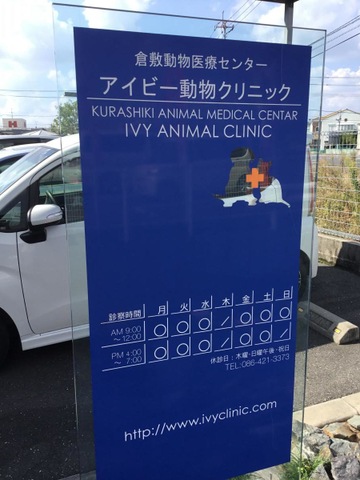 倉敷動物医療センター
アイビー動物クリニック
KURASHIKI ANIMAL MEDICAL CENTAR
IVY ANIMAL CLINIC
診察時間 月 火 水 木 金 土 日
AM 9:00 〜 12:00 ○ ○ ○ / ○ ○ ○
PM 4:00 〜 7:00 ○ ○ ○ / ○ ○ /
休診日：木曜･日曜午後･祝日
TEL:086-421-3373
http://www.ivyclinic.com